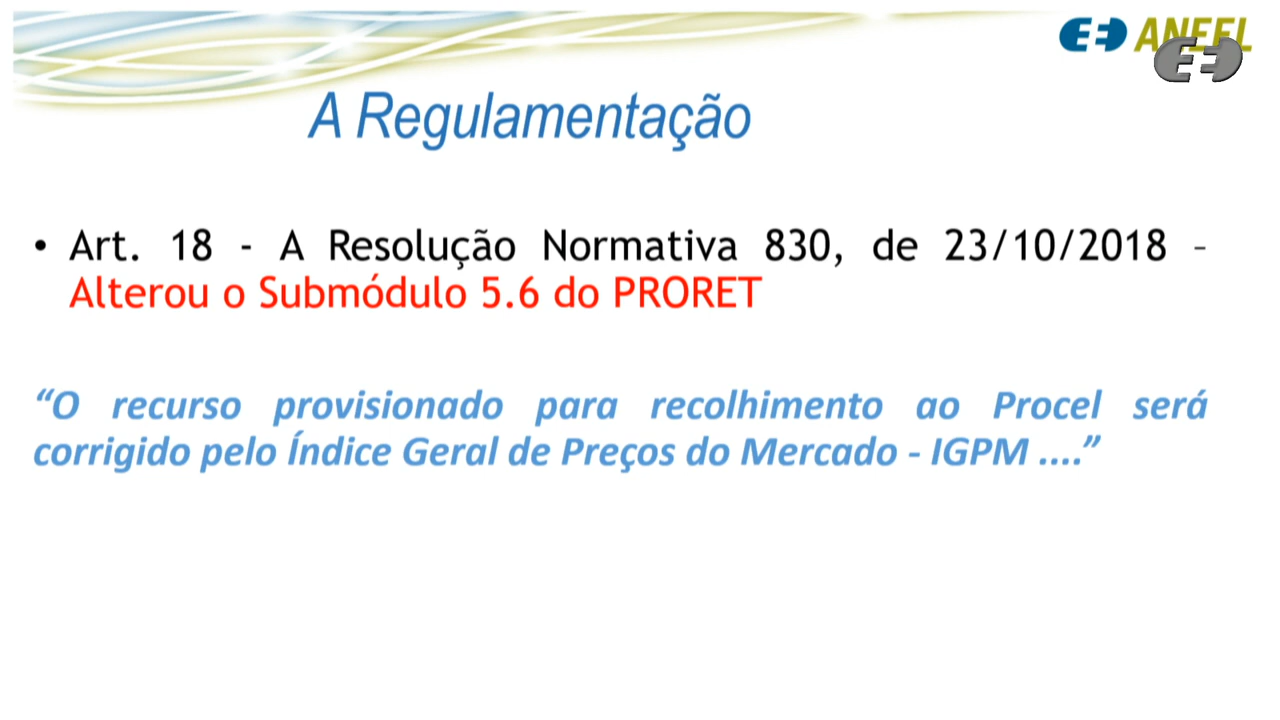 ANEEL
A Regulamentação
• Art. 18 - A Resolução Normativa 830, de 23/10/2018 –
Alterou o Submódulo 5.6 do PRORET
“O recurso provisionado para recolhimento ao Procel será
corrigido pelo Índice Geral de Preços do Mercado - IGPM ....”